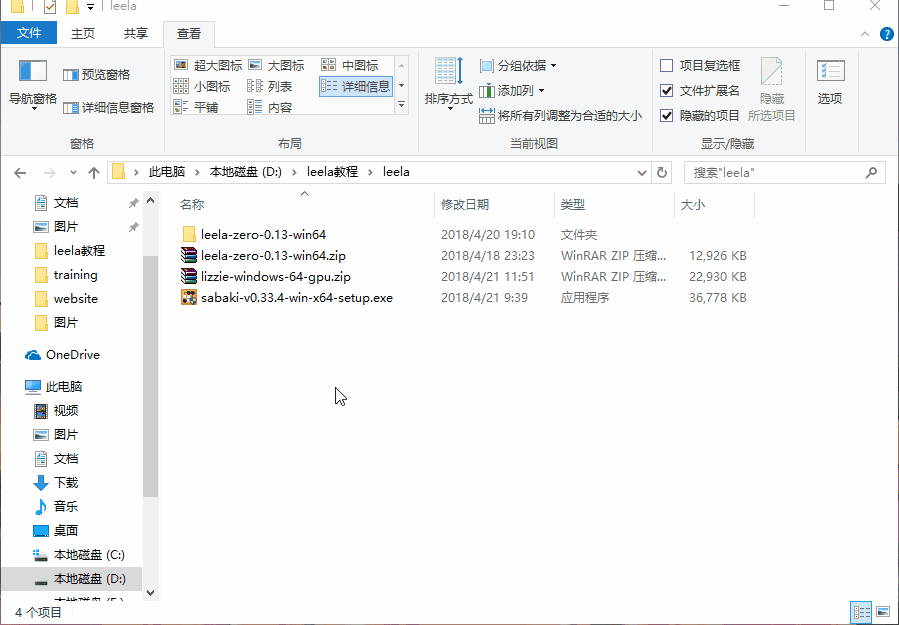 leela
文件 主页 共享 查看
导航窗格 预览窗格 详细信息窗格 窗格
超大图标 大图标 中图标
小图标 列表 详细信息
平铺 内容
布局
排序方式 分组依据 添加列 将所有列调整为合适的大小
当前视图
项目复选框
文件扩展名
隐藏的项目
隐藏
所选项目
显示/隐藏
选项
此电脑 > 本地磁盘 (D:) > leela教程 > leela
搜索"leela"
文档
图片
leela教程
training
website
图片
OneDrive
此电脑
视频
图片
文档
下载
音乐
桌面
本地磁盘 (C:)
本地磁盘 (D:)
名称 修改日期 类型 大小
leela-zero-0.13-win64 2018/4/20 19:10 文件夹
leela-zero-0.13-win64.zip 2018/4/18 23:23 WinRAR ZIP 压缩... 12,926 KB
lizzie-windows-64-gpu.zip 2018/4/21 11:51 WinRAR ZIP 压缩... 22,930 KB
sabaki-v0.33.4-win-x64-setup.exe 2018/4/21 9:39 应用程序 36,778 KB
4 个项目